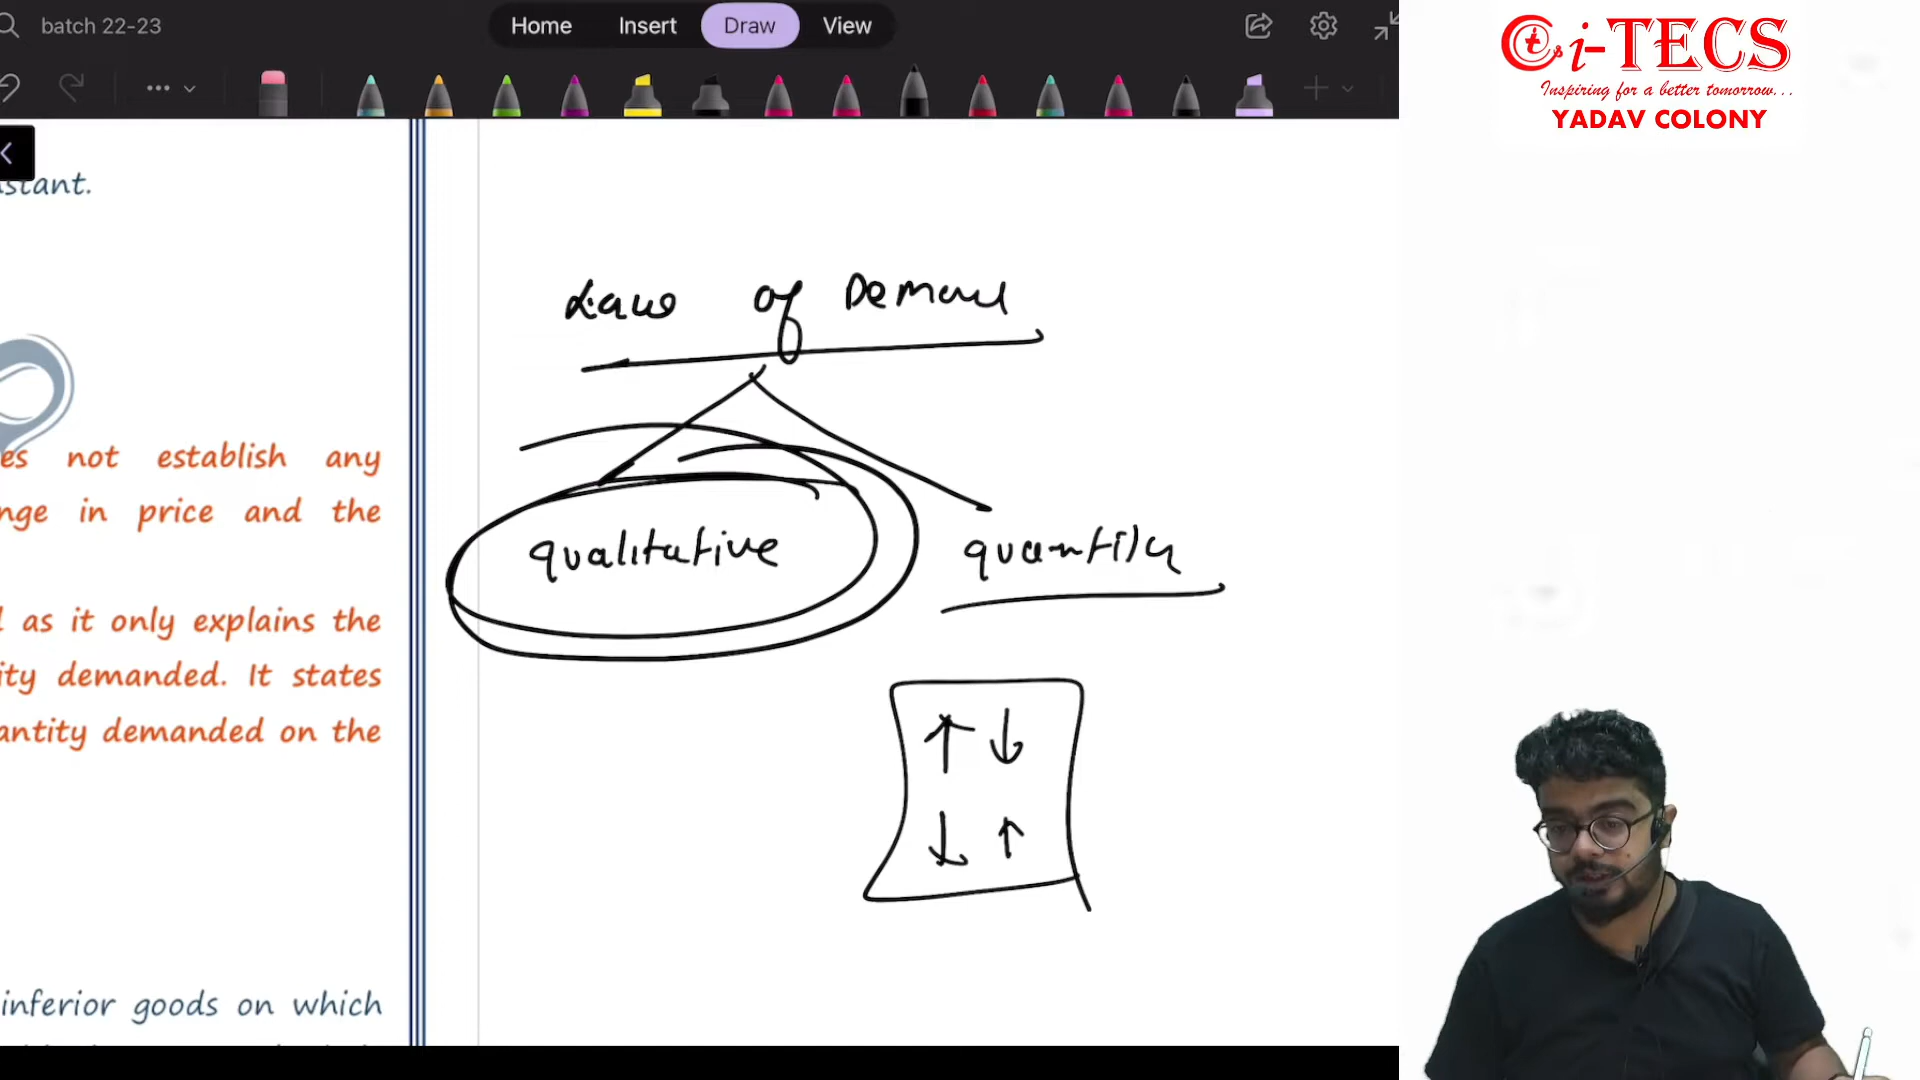 batch 22-23
Home Insert Draw View
i-TECS
Inspiring for a better tomorrow...
YADAV COLONY
stant.
es not establish any
nge in price and the
l as it only explains the
ity demanded. It states
antity demanded on the
inferior goods on which
Law of Demand
qualitative